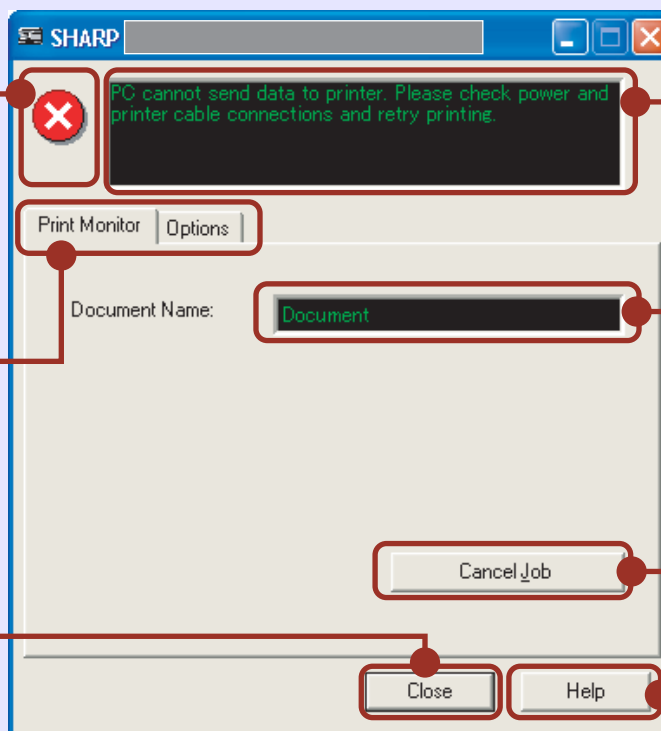 SHARP
PC cannot send data to printer. Please check power and
printer cable connections and retry printing.
Print Monitor Options
Document Name: Document
Cancel Job
Close Help